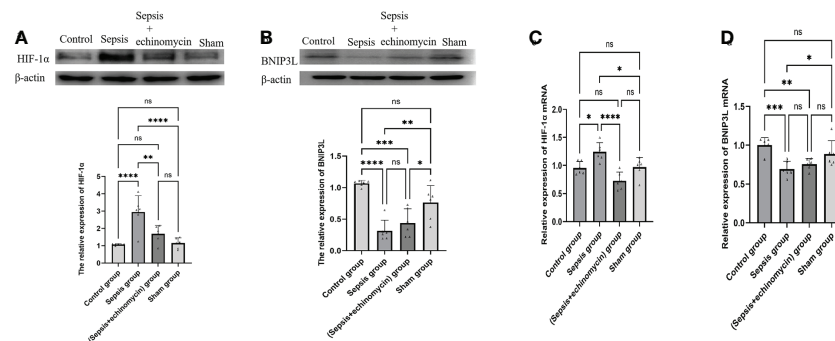 A
Control
Sepsis
Sepsis
+
echinomycin
Sham
HIF-1α
β-actin
ns
****
ns
**
****
ns
The relative expression of HIF-1α
5
4
3
2
1
0
Control group
Sepsis group
(Sepsis+echinomycin) group
Sham group
B
Control
Sepsis
Sepsis
+
echinomycin
Sham
BNIP3L
β-actin
ns
**
***
****
ns
*
The relative expression of BNIP3L
1.5
1.0
0.5
0.0
Control group
Sepsis group
(Sepsis+echinomycin) group
Sham group
C
ns
*
ns
ns
*
****
Relative expression of HIF-1α mRNA
2.0
1.5
1.0
0.5
0.0
Control group
Sepsis group
(Sepsis+echinomycin) group
Sham group
D
ns
*
**
***
ns
ns
Relative expression of BNIP3L mRNA
1.5
1.0
0.5
0.0
Control group
Sepsis group
(Sepsis+echinomycin) group
Sham group